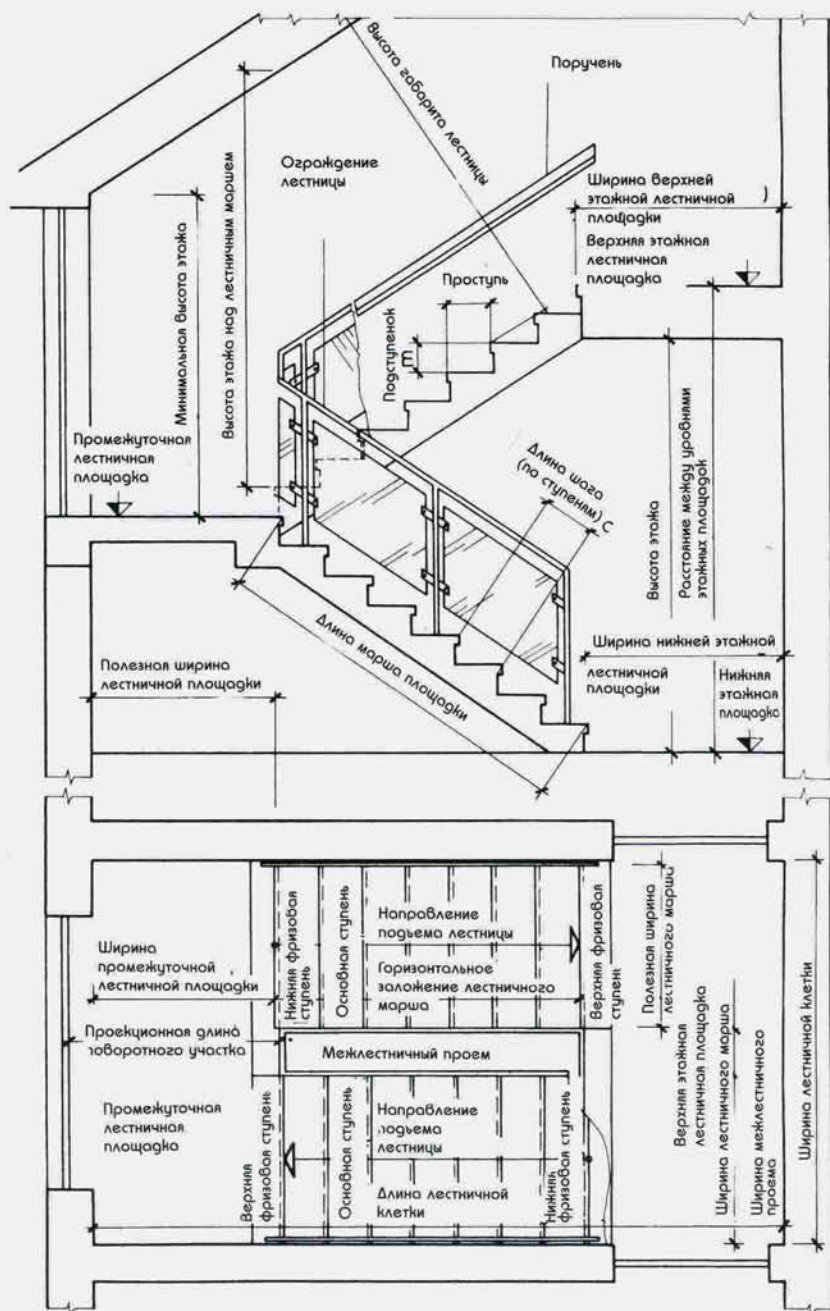 Высота габарита лестницы
Поручень
Ограждение
лестницы
Ширина верхней
этажной лестничной
площадки
Верхняя этажная
лестничная
площадка
Минимальная высота этажа
Высота этажа над лестничным маршем
Проступь
Подступенок
m
Промежуточная
лестничная
площадка
Длина шага
(по ступеням) C
Высота этажа
Расстояние между уровнями
этажных площадок
Длина марша площадки
Полезная ширина
лестничной площадки
Ширина нижней этажной
лестничной
площадки
Нижняя
этажная
площадка
Нижняя фризовая
ступень
Основная ступень
Направление
подъема лестницы
Горизонтальное
заложение лестничного
марша
Верхняя фризовая
ступень
Полезная ширина
лестничного марша
Ширина
промежуточной
лестничной площадки
Проекционная длина
поворотного участка
Межлестничный проем
Промежуточная
лестничная
площадка
Верхняя
фризовая ступень
Основная ступень
Направление
подъема
лестницы
Длина лестничной
клетки
Нижняя
фризовая ступень
Верхняя этажная
лестничная площадка
Ширина лестничного марша
Ширина межлестничного
проема
Ширина лестничной клетки